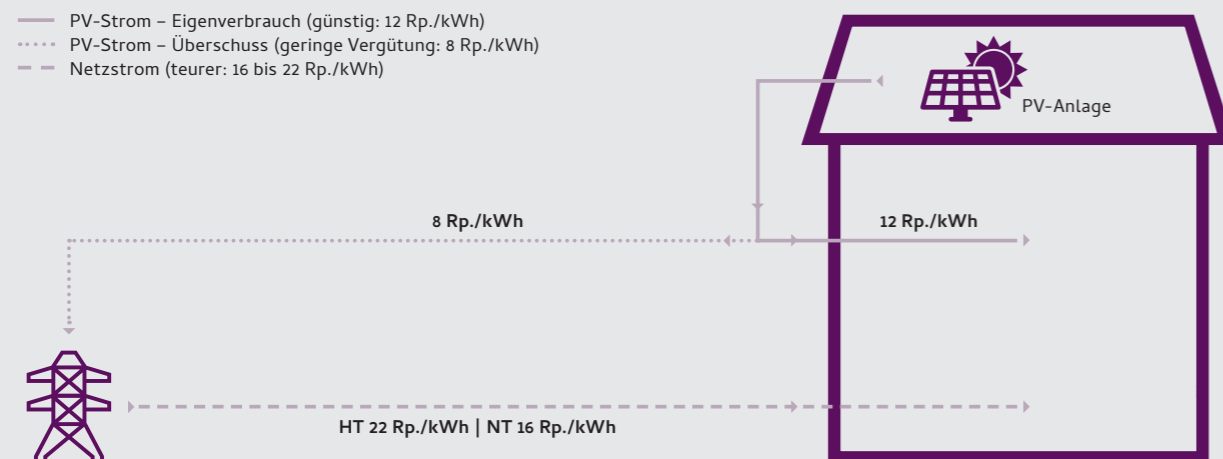 PV-Strom – Eigenverbrauch (günstig: 12 Rp./kWh)
PV-Strom – Überschuss (geringe Vergütung: 8 Rp./kWh)
Netzstrom (teurer: 16 bis 22 Rp./kWh)
PV-Anlage
8 Rp./kWh
12 Rp./kWh
HT 22 Rp./kWh | NT 16 Rp./kWh